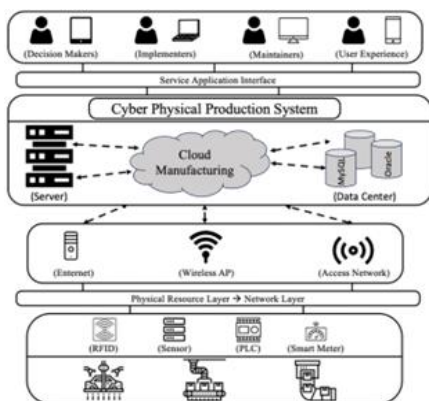 (Decision Makers) (Implementers) (Maintainers) (User Experience)
Service Application Interface
Cyber Physical Production System
Cloud
Manufacturing
MySQL
Oracle
(Server) (Data Center)
(Enternet) (Wireless AP) (Access Network)
Physical Resource Layer → Network Layer
(RFID) (Sensor) (PLC) (Smart Meter)